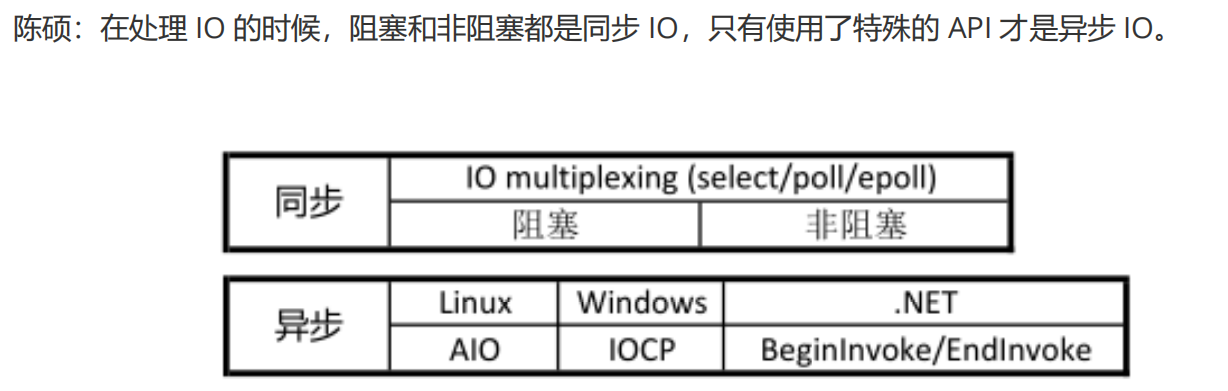 陈硕：在处理 IO 的时候，阻塞和非阻塞都是同步 IO，只有使用了特殊的 API 才是异步 IO。
同步
IO multiplexing (select/poll/epoll)
阻塞 非阻塞
异步
Linux Windows .NET
AIO IOCP BeginInvoke/EndInvoke